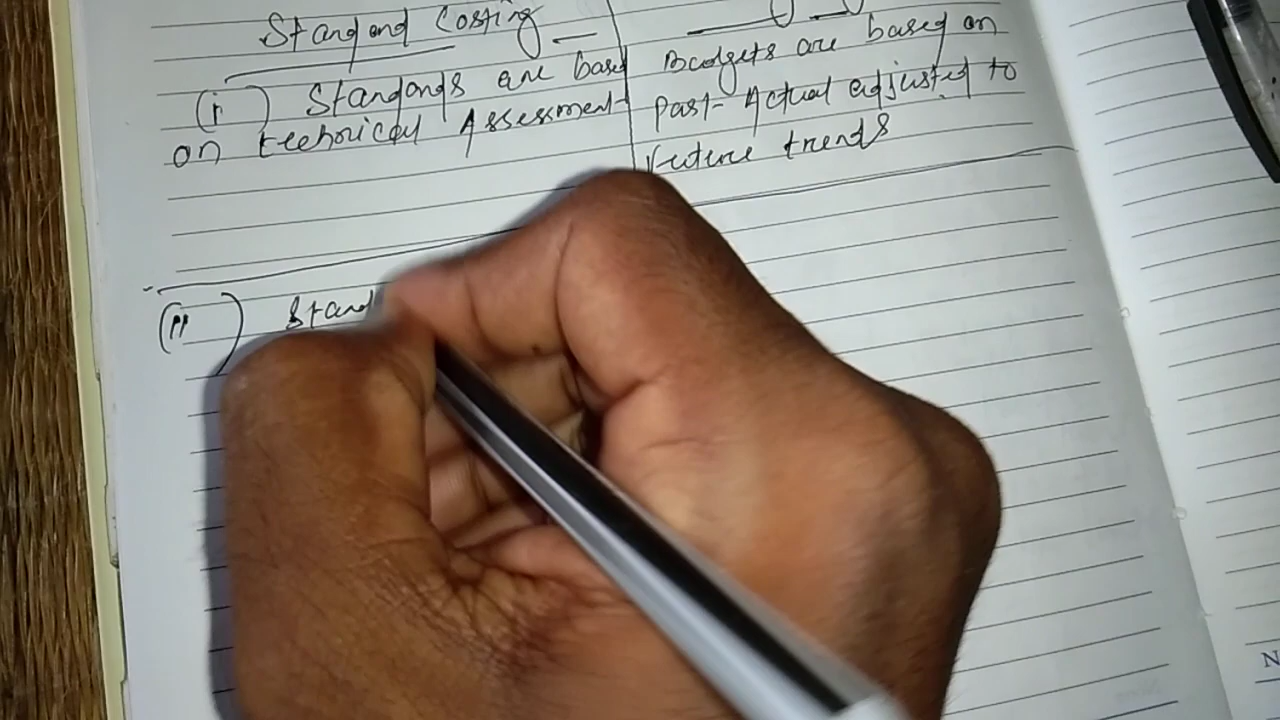 Standard Costing
(i) Standards are based
on technical Assessment
Budgets are based on
Past Actual adjusted to
future trends
(ii) Stand
N